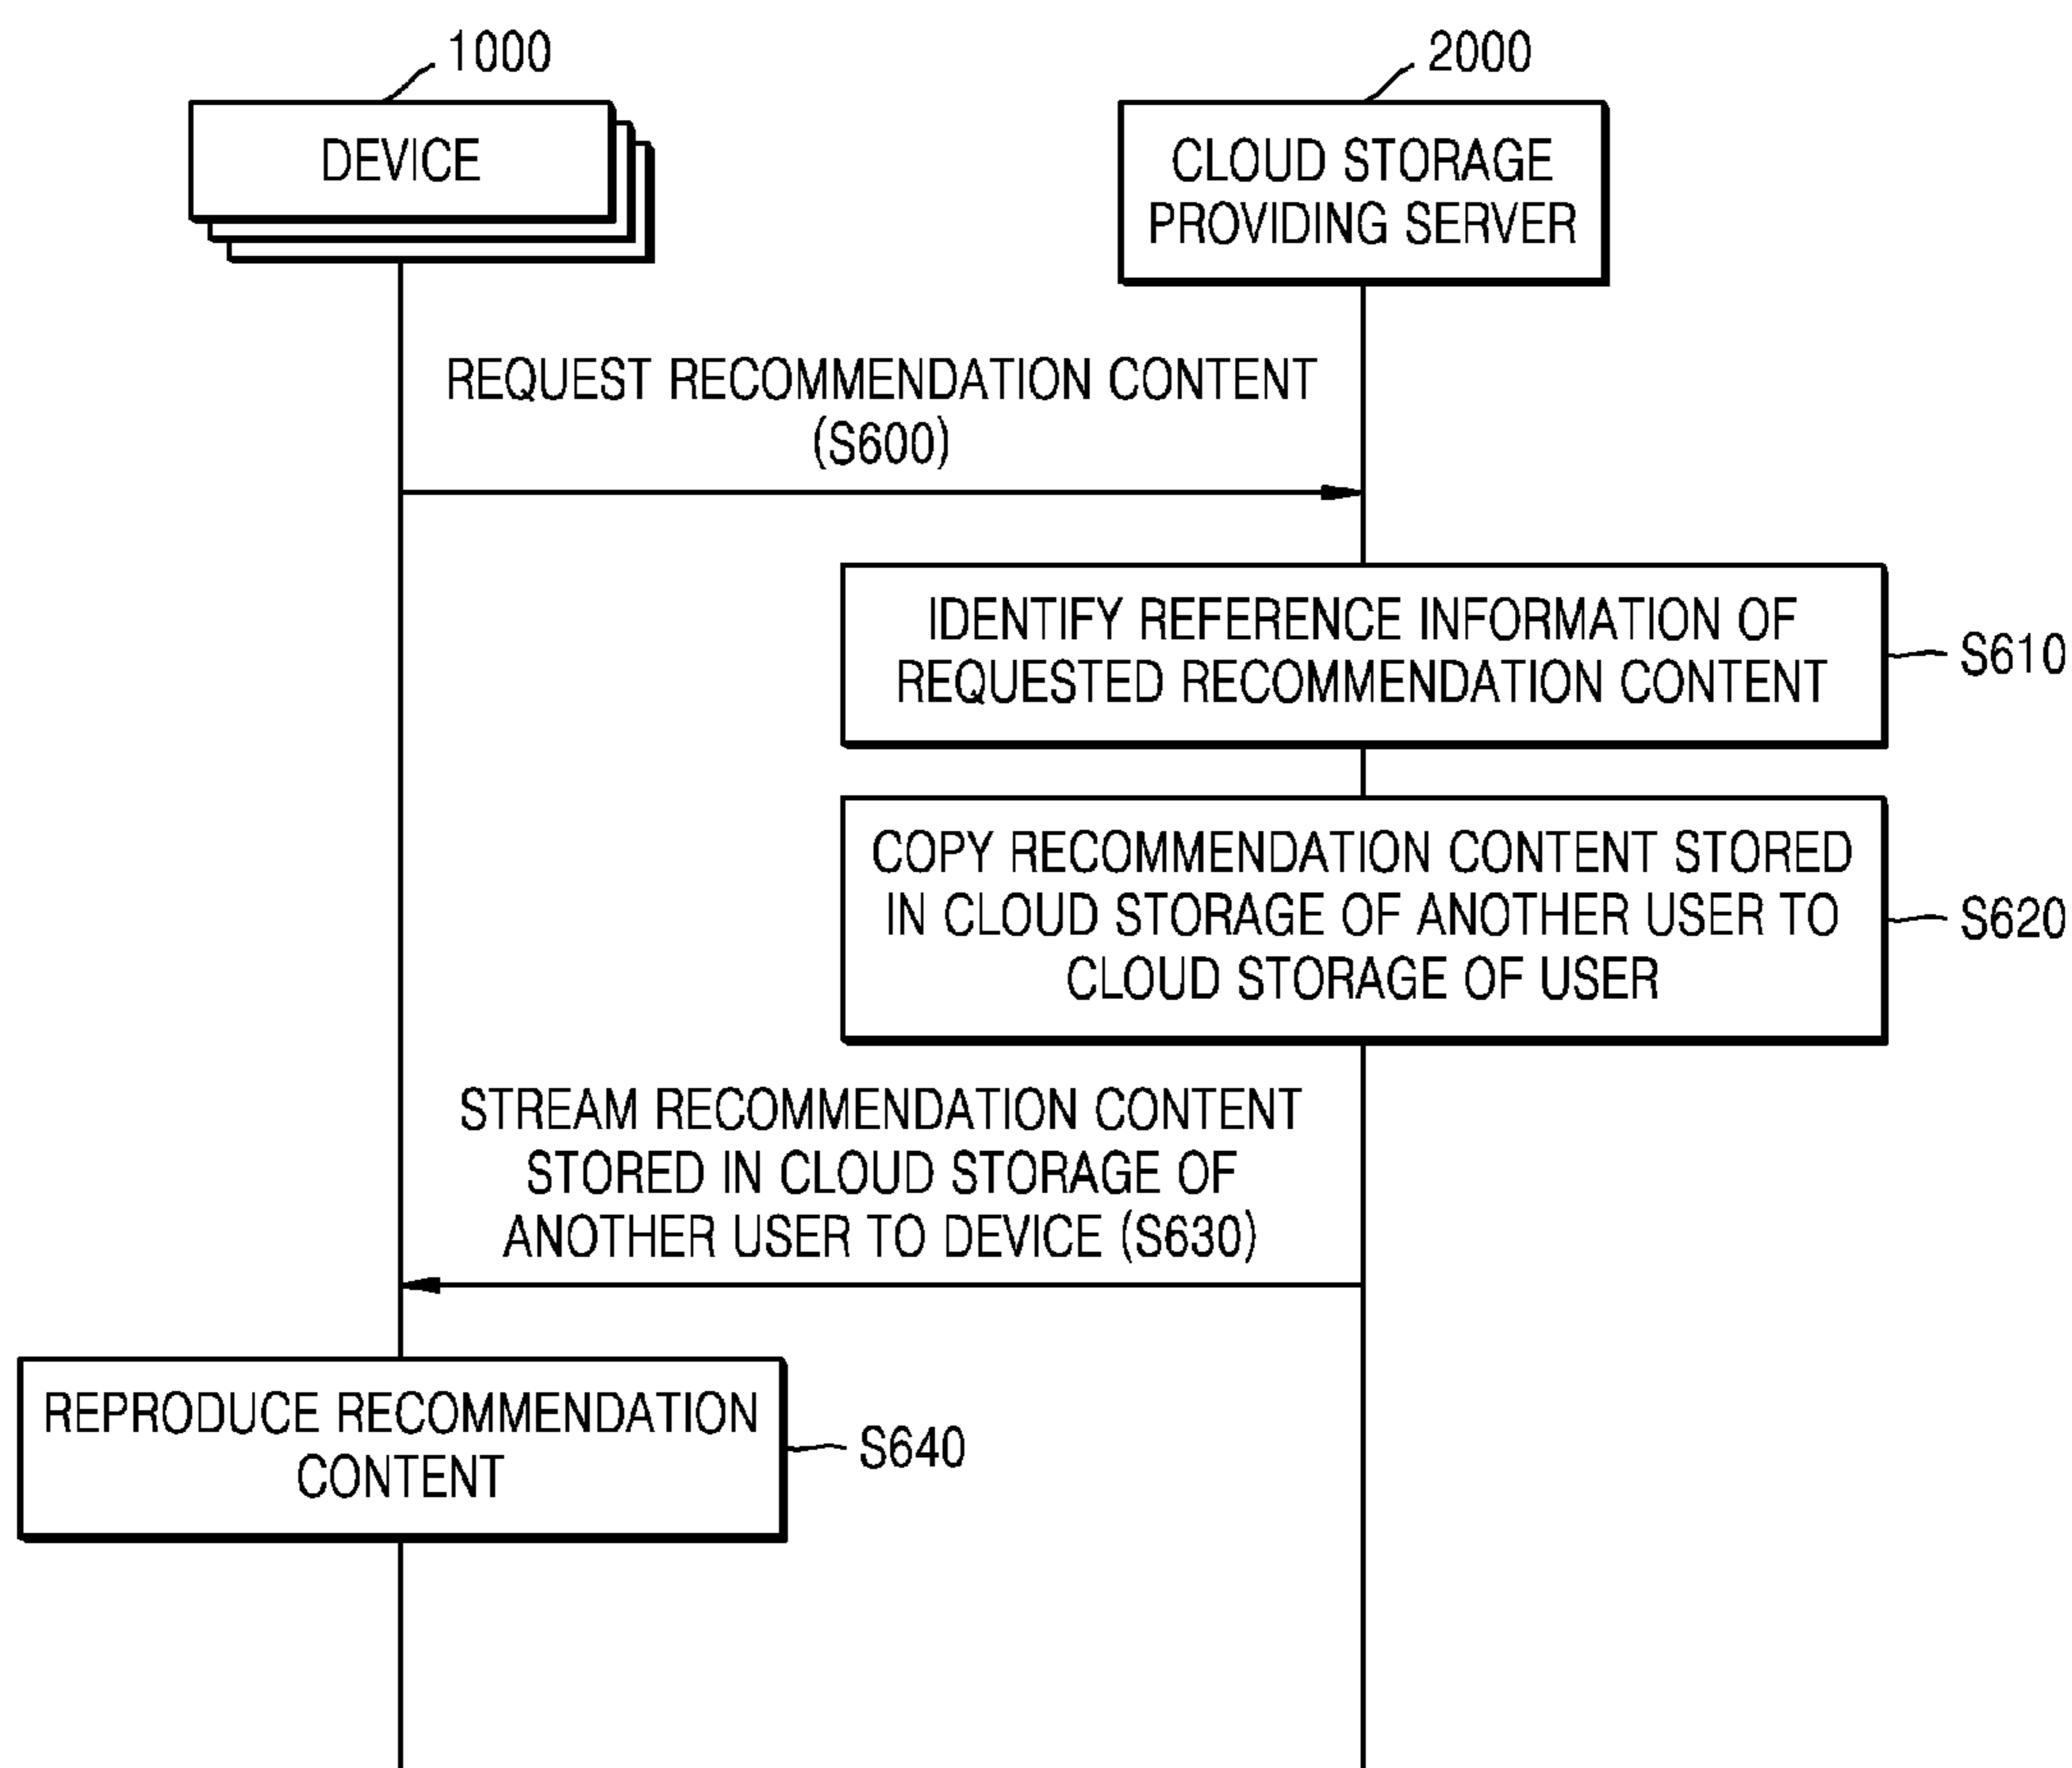 1000
2000
DEVICE
CLOUD STORAGE
PROVIDING SERVER
REQUEST RECOMMENDATION CONTENT
(S600)
IDENTIFY REFERENCE INFORMATION OF
REQUESTED RECOMMENDATION CONTENT
S610
COPY RECOMMENDATION CONTENT STORED
IN CLOUD STORAGE OF ANOTHER USER TO
CLOUD STORAGE OF USER
S620
STREAM RECOMMENDATION CONTENT
STORED IN CLOUD STORAGE OF
ANOTHER USER TO DEVICE (S630)
REPRODUCE RECOMMENDATION
CONTENT
S640